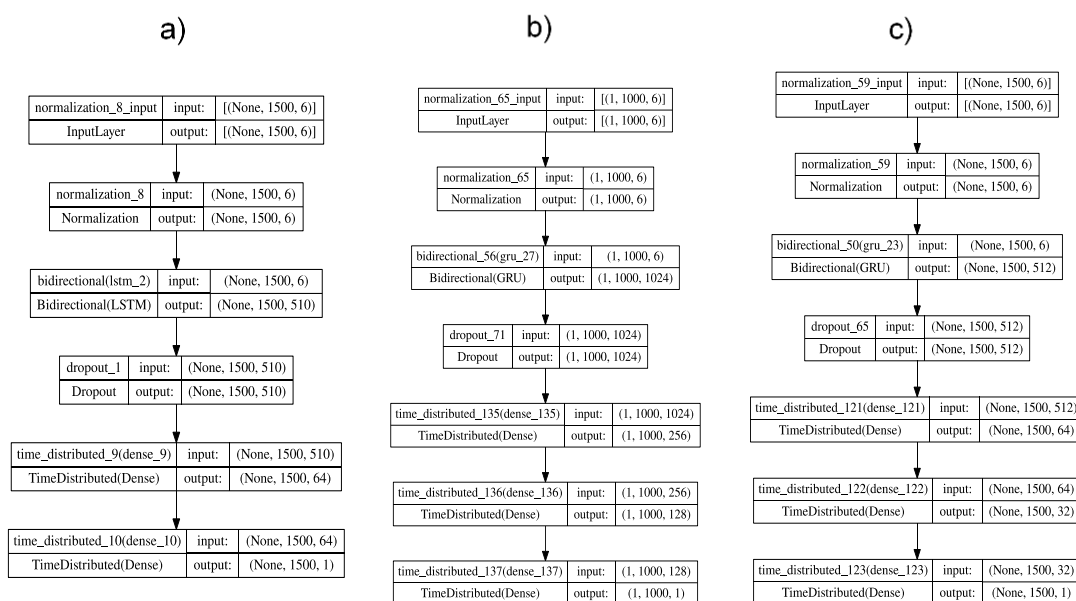 a)
normalization_8_input input: [(None, 1500, 6)]
InputLayer output: [(None, 1500, 6)]
normalization_8 input: (None, 1500, 6)
Normalization output: (None, 1500, 6)
bidirectional(lstm_2) input: (None, 1500, 6)
Bidirectional(LSTM) output: (None, 1500, 510)
dropout_1 input: (None, 1500, 510)
Dropout output: (None, 1500, 510)
time_distributed_9(dense_9) input: (None, 1500, 510)
TimeDistributed(Dense) output: (None, 1500, 64)
time_distributed_10(dense_10) input: (None, 1500, 64)
TimeDistributed(Dense) output: (None, 1500, 1)
b)
normalization_65_input input: [(1, 1000, 6)]
InputLayer output: [(1, 1000, 6)]
normalization_65 input: (1, 1000, 6)
Normalization output: (1, 1000, 6)
bidirectional_56(gru_27) input: (1, 1000, 6)
Bidirectional(GRU) output: (1, 1000, 1024)
dropout_71 input: (1, 1000, 1024)
Dropout output: (1, 1000, 1024)
time_distributed_135(dense_135) input: (1, 1000, 1024)
TimeDistributed(Dense) output: (1, 1000, 256)
time_distributed_136(dense_136) input: (1, 1000, 256)
TimeDistributed(Dense) output: (1, 1000, 128)
time_distributed_137(dense_137) input: (1, 1000, 128)
TimeDistributed(Dense) output: (1, 1000, 1)
c)
normalization_59_input input: [(None, 1500, 6)]
InputLayer output: [(None, 1500, 6)]
normalization_59 input: (None, 1500, 6)
Normalization output: (None, 1500, 6)
bidirectional_50(gru_23) input: (None, 1500, 6)
Bidirectional(GRU) output: (None, 1500, 512)
dropout_65 input: (None, 1500, 512)
Dropout output: (None, 1500, 512)
time_distributed_121(dense_121) input: (None, 1500, 512)
TimeDistributed(Dense) output: (None, 1500, 64)
time_distributed_122(dense_122) input: (None, 1500, 64)
TimeDistributed(Dense) output: (None, 1500, 32)
time_distributed_123(dense_123) input: (None, 1500, 32)
TimeDistributed(Dense) output: (None, 1500, 1)